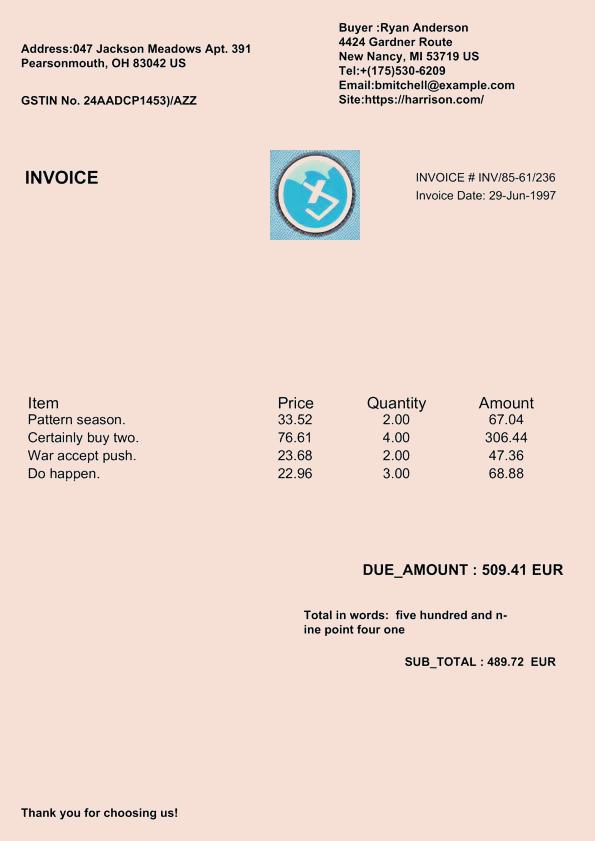 Address:047 Jackson Meadows Apt. 391
Pearsonmouth, OH 83042 US
GSTIN No. 24AADCP1453)/AZZ
Buyer :Ryan Anderson
4424 Gardner Route
New Nancy, MI 53719 US
Tel:+(175)530-6209
Email:bmitchell@example.com
Site:https://harrison.com/
INVOICE
INVOICE # INV/85-61/236
Invoice Date: 29-Jun-1997
Item Price Quantity Amount
Pattern season. 33.52 2.00 67.04
Certainly buy two. 76.61 4.00 306.44
War accept push. 23.68 2.00 47.36
Do happen. 22.96 3.00 68.88
DUE_AMOUNT : 509.41 EUR
Total in words:  five hundred and n-
ine point four one
SUB_TOTAL : 489.72  EUR
Thank you for choosing us!